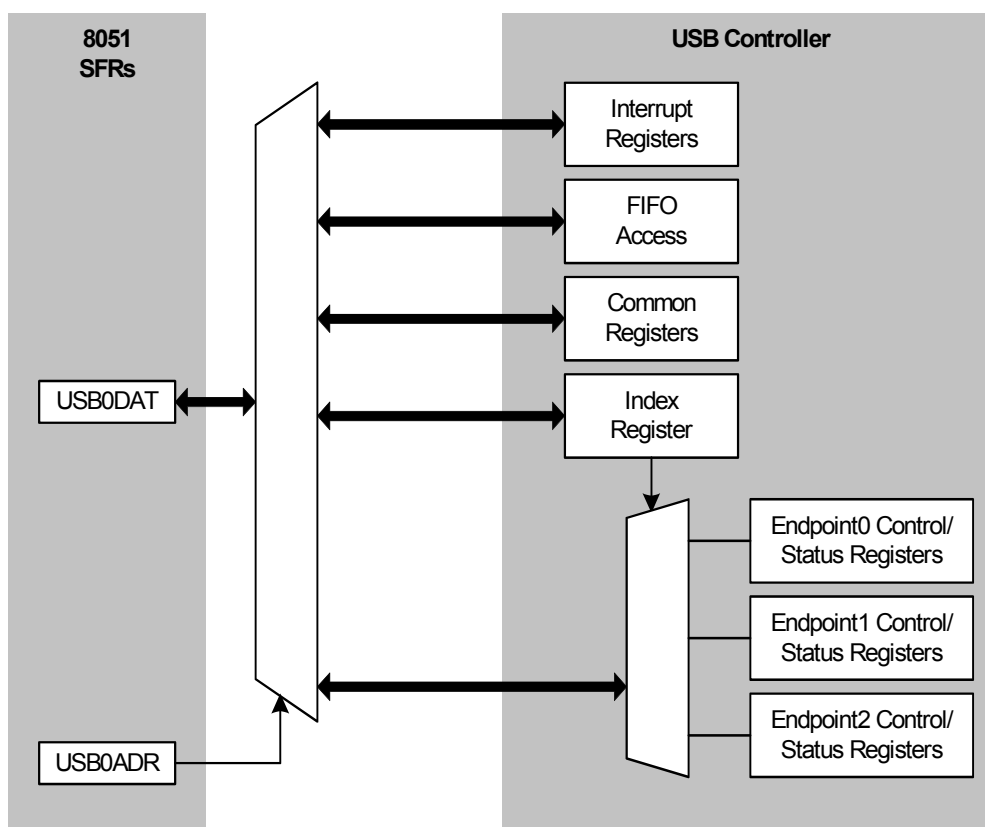 8051
SFRs
USB Controller
Interrupt
Registers
FIFO
Access
Common
Registers
USB0DAT
Index
Register
Endpoint0 Control/
Status Registers
Endpoint1 Control/
Status Registers
Endpoint2 Control/
Status Registers
USB0ADR